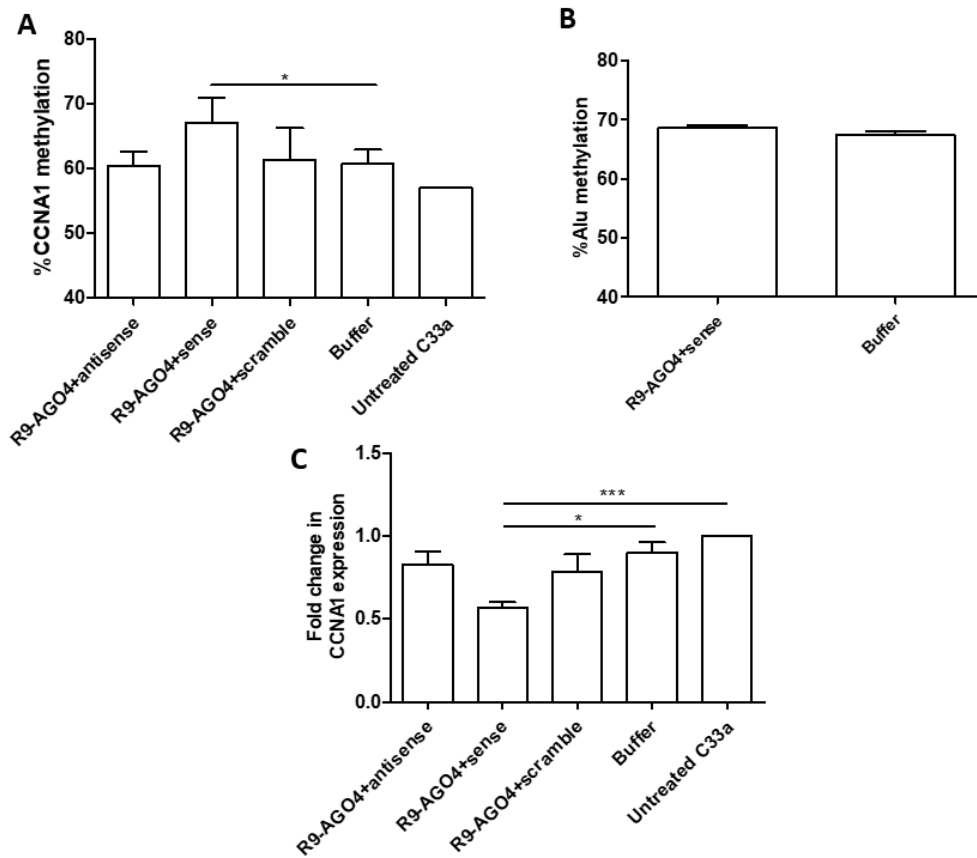 A
%CCNA1 methylation
80
70
60
50
40
*
R9-AGO4+antisense
R9-AGO4+sense
R9-AGO4+scramble
Buffer
Untreated C33a
B
%Alu methylation
80
70
60
50
40
R9-AGO4+sense
Buffer
C
Fold change in
CCNA1 expression
1.5
1.0
0.5
0.0
***
*
R9-AGO4+antisense
R9-AGO4+sense
R9-AGO4+scramble
Buffer
Untreated C33a